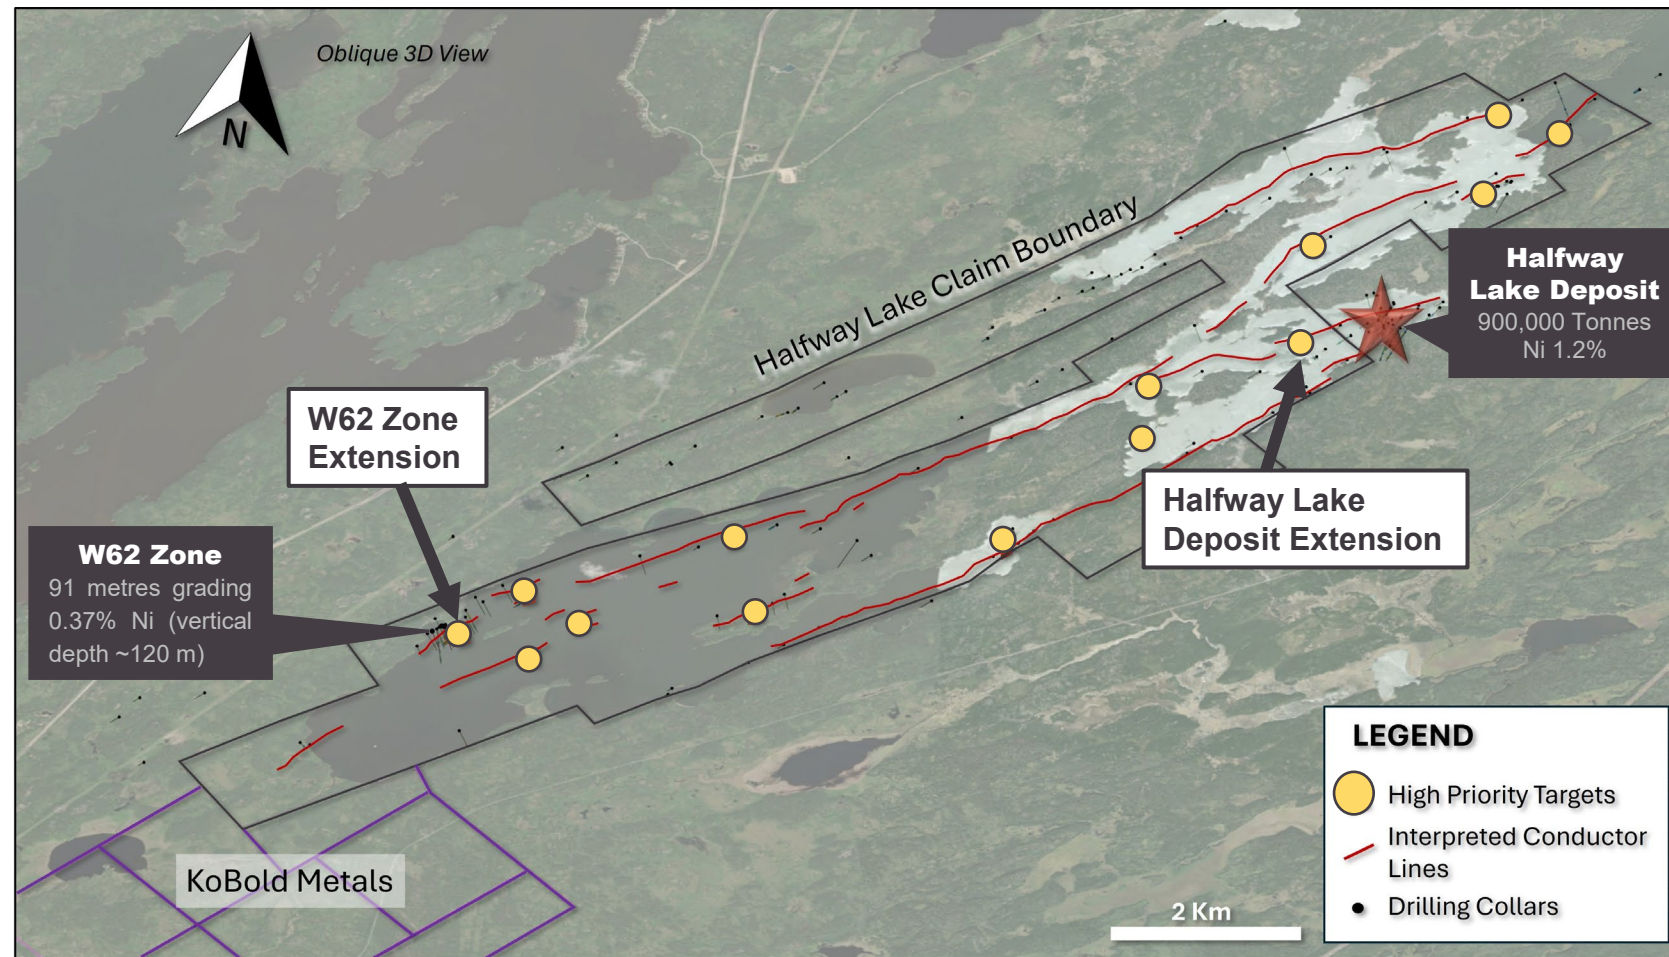 Oblique 3D View
N
Halfway Lake Claim Boundary
Halfway
Lake Deposit
900,000 Tonnes
Ni 1.2%
W62 Zone
Extension
Halfway Lake
Deposit Extension
W62 Zone
91 metres grading
0.37% Ni (vertical
depth ~120 m)
KoBold Metals
2 Km
LEGEND
High Priority Targets
Interpreted Conductor
Lines
Drilling Collars